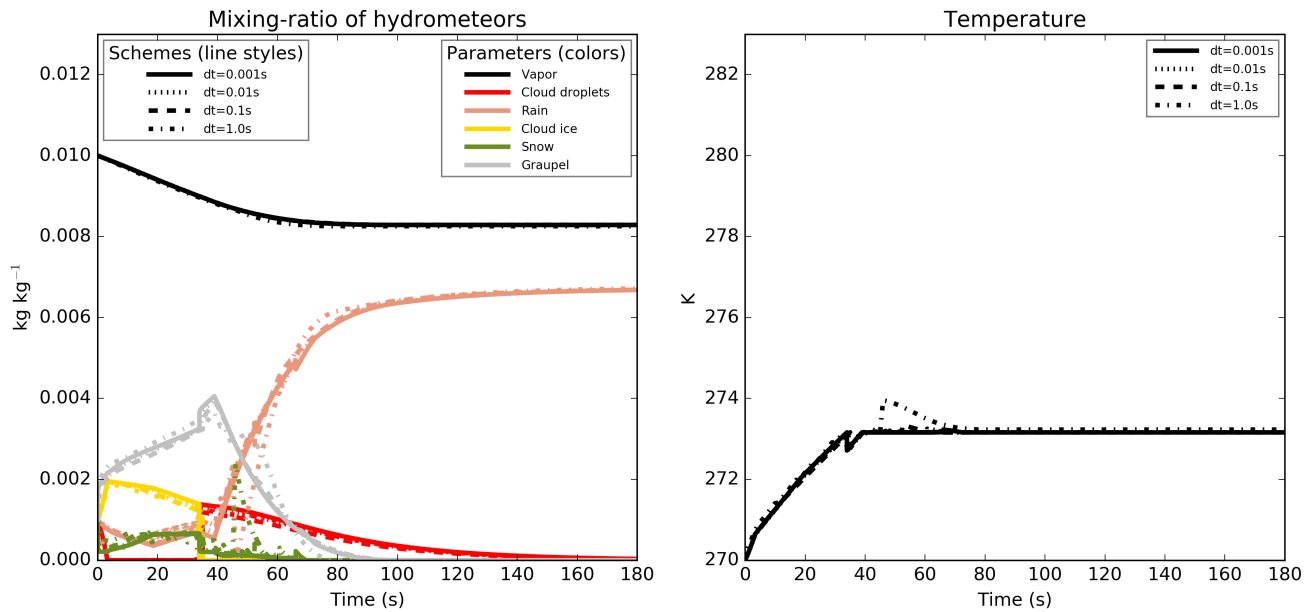 Mixing-ratio of hydrometeors
Schemes (line styles)
dt=0.001s
dt=0.01s
dt=0.1s
dt=1.0s
Parameters (colors)
Vapor
Cloud droplets
Rain
Cloud ice
Snow
Graupel
0.012
0.010
0.008
0.006
0.004
0.002
0.000
kg kg⁻¹
0 20 40 60 80 100 120 140 160 180
Time (s)
Temperature
dt=0.001s
dt=0.01s
dt=0.1s
dt=1.0s
282
280
278
276
274
272
270
K
0 20 40 60 80 100 120 140 160 180
Time (s)